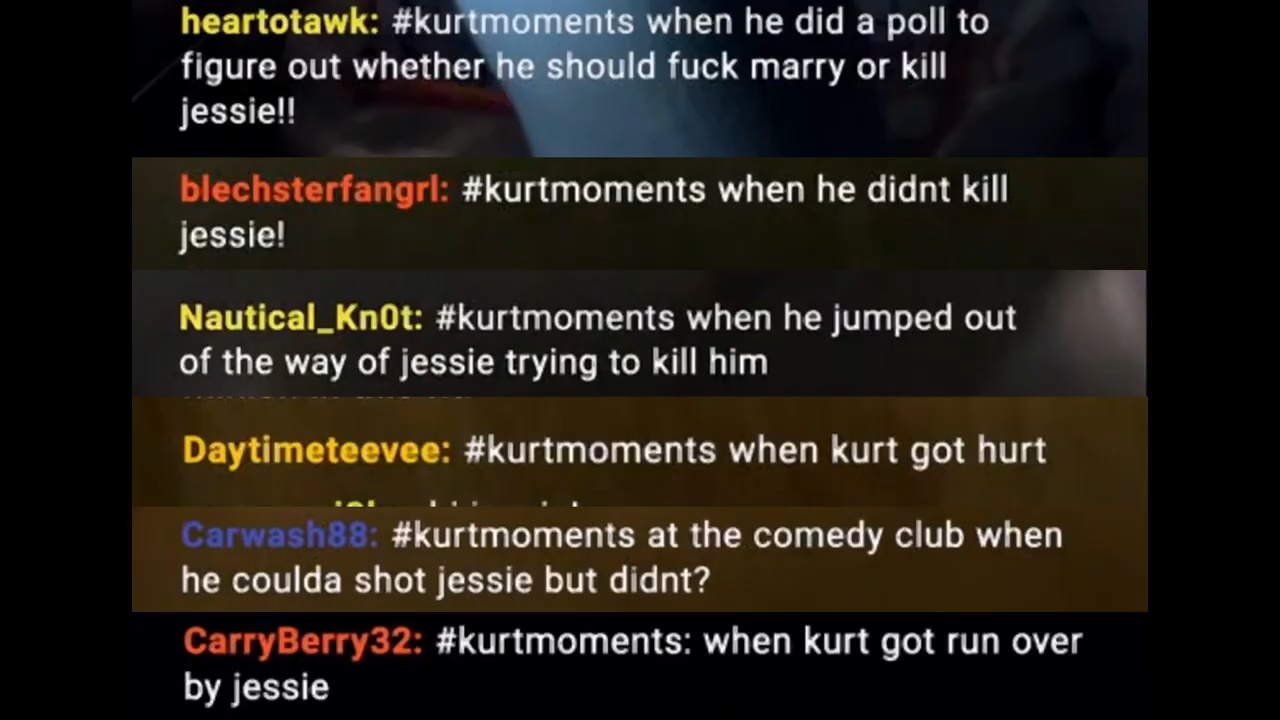 heartotawk: #kurtmoments when he did a poll to
figure out whether he should fuck marry or kill
jessie!!
blechsterfangrl: #kurtmoments when he didnt kill
jessie!
Nautical_Kn0t: #kurtmoments when he jumped out
of the way of jessie trying to kill him
Daytimeteevee: #kurtmoments when kurt got hurt
Carwash88: #kurtmoments at the comedy club when
he coulda shot jessie but didnt?
CarryBerry32: #kurtmoments: when kurt got run over
by jessie